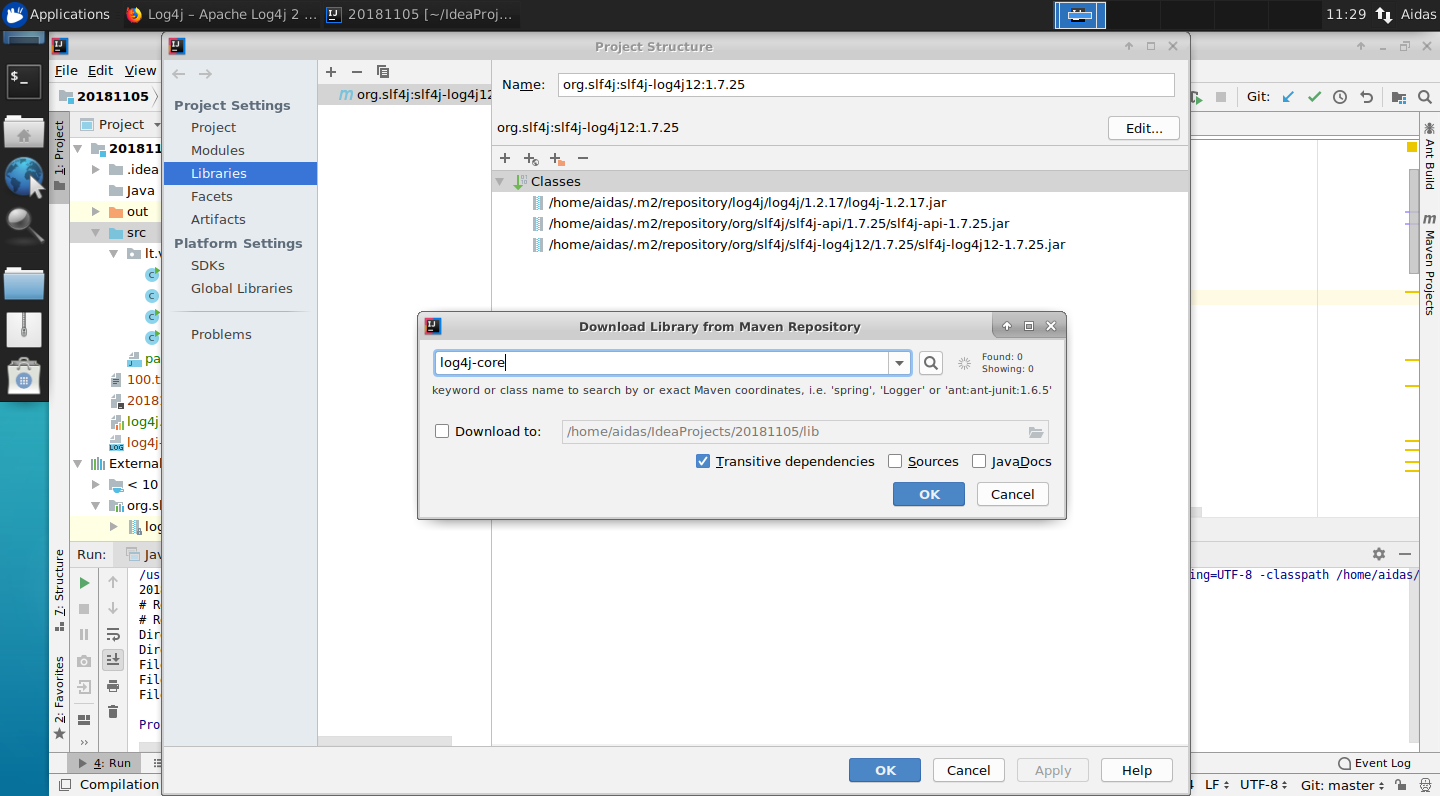 Applications
Log4j – Apache Log4j 2 ...
20181105 [~/IdeaProj...
11:29
Aidas
Project Structure
File Edit View
20181105
Git:
1: Project
Project
20181
.idea
Java
out
src
lt.v
pa
100.t
2018
log4j.
log4j-
External
< 10
org.sl
log
7: Structure
2: Favorites
Ant Build
Maven Projects
Project Settings
Project
Modules
Libraries
Facets
Artifacts
Platform Settings
SDKs
Global Libraries
Problems
org.slf4j:slf4j-log4j12
Name: org.slf4j:slf4j-log4j12:1.7.25
org.slf4j:slf4j-log4j12:1.7.25
Edit...
Classes
/home/aidas/.m2/repository/log4j/log4j/1.2.17/log4j-1.2.17.jar
/home/aidas/.m2/repository/org/slf4j/slf4j-api/1.7.25/slf4j-api-1.7.25.jar
/home/aidas/.m2/repository/org/slf4j/slf4j-log4j12/1.7.25/slf4j-log4j12-1.7.25.jar
Download Library from Maven Repository
log4j-core
Found: 0
Showing: 0
keyword or class name to search by or exact Maven coordinates, i.e. 'spring', 'Logger' or 'ant:ant-junit:1.6.5'
Download to: /home/aidas/IdeaProjects/20181105/lib
Transitive dependencies Sources JavaDocs
OK Cancel
Run: Jav
/us
ing=UTF-8 -classpath /home/aidas/
201
# R
# R
Dir
Dir
Fil
Fil
Fil
Pro
OK Cancel Apply Help
4: Run
Event Log
Compilation
LF UTF-8 Git: master